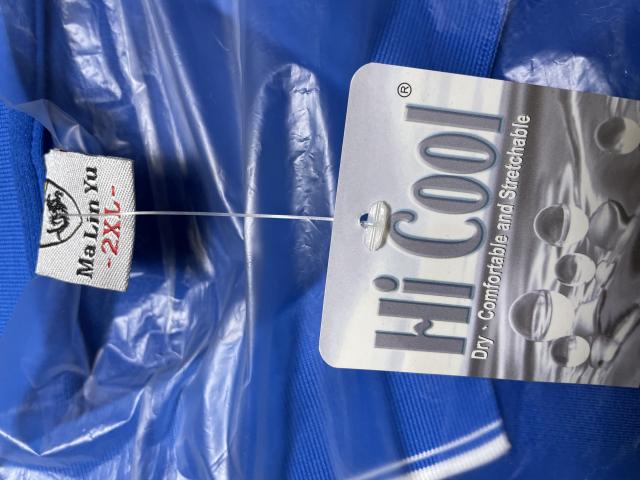 Ma Lin Yu
-2XL-
Hi Cool®
Dry、Comfortable and Stretchable